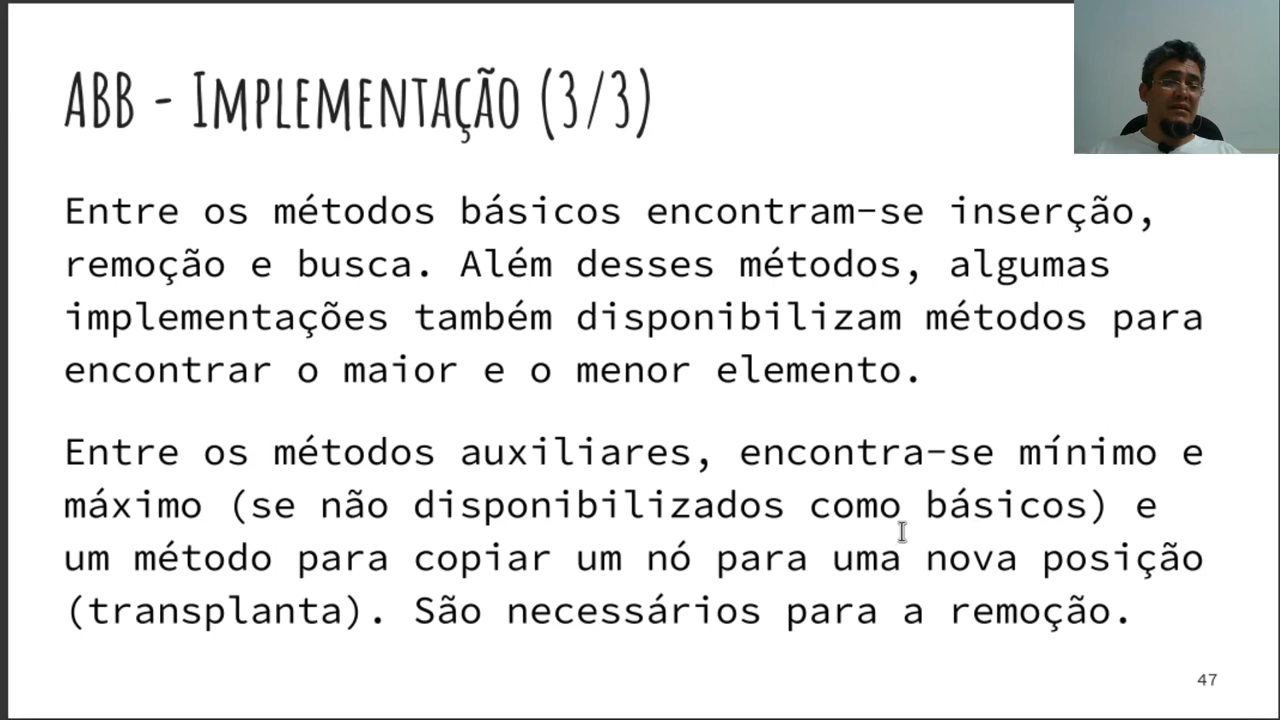 ABB - Implementação (3/3)
Entre os métodos básicos encontram-se inserção,
remoção e busca. Além desses métodos, algumas
implementações também disponibilizam métodos para
encontrar o maior e o menor elemento.
Entre os métodos auxiliares, encontra-se mínimo e
máximo (se não disponibilizados como básicos) e
um método para copiar um nó para uma nova posição
(transplanta). São necessários para a remoção.
47